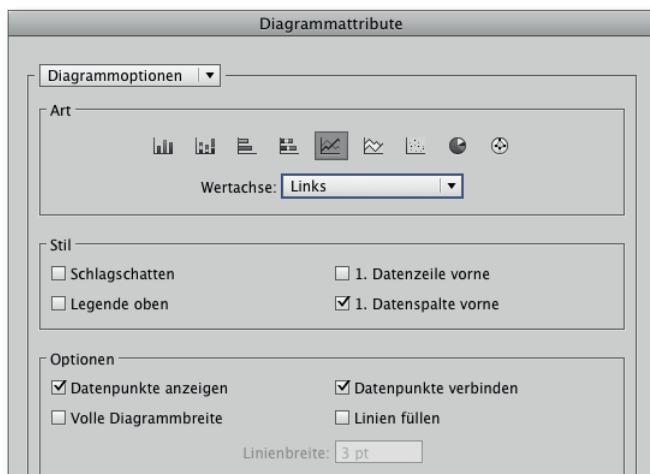 Diagrammattribute
Diagrammoptionen
Art
Wertachse: Links
Stil
Schlagschatten
1. Datenzeile vorne
Legende oben
1. Datenspalte vorne
Optionen
Datenpunkte anzeigen
Datenpunkte verbinden
Volle Diagrammbreite
Linien füllen
Linienbreite: 3 pt